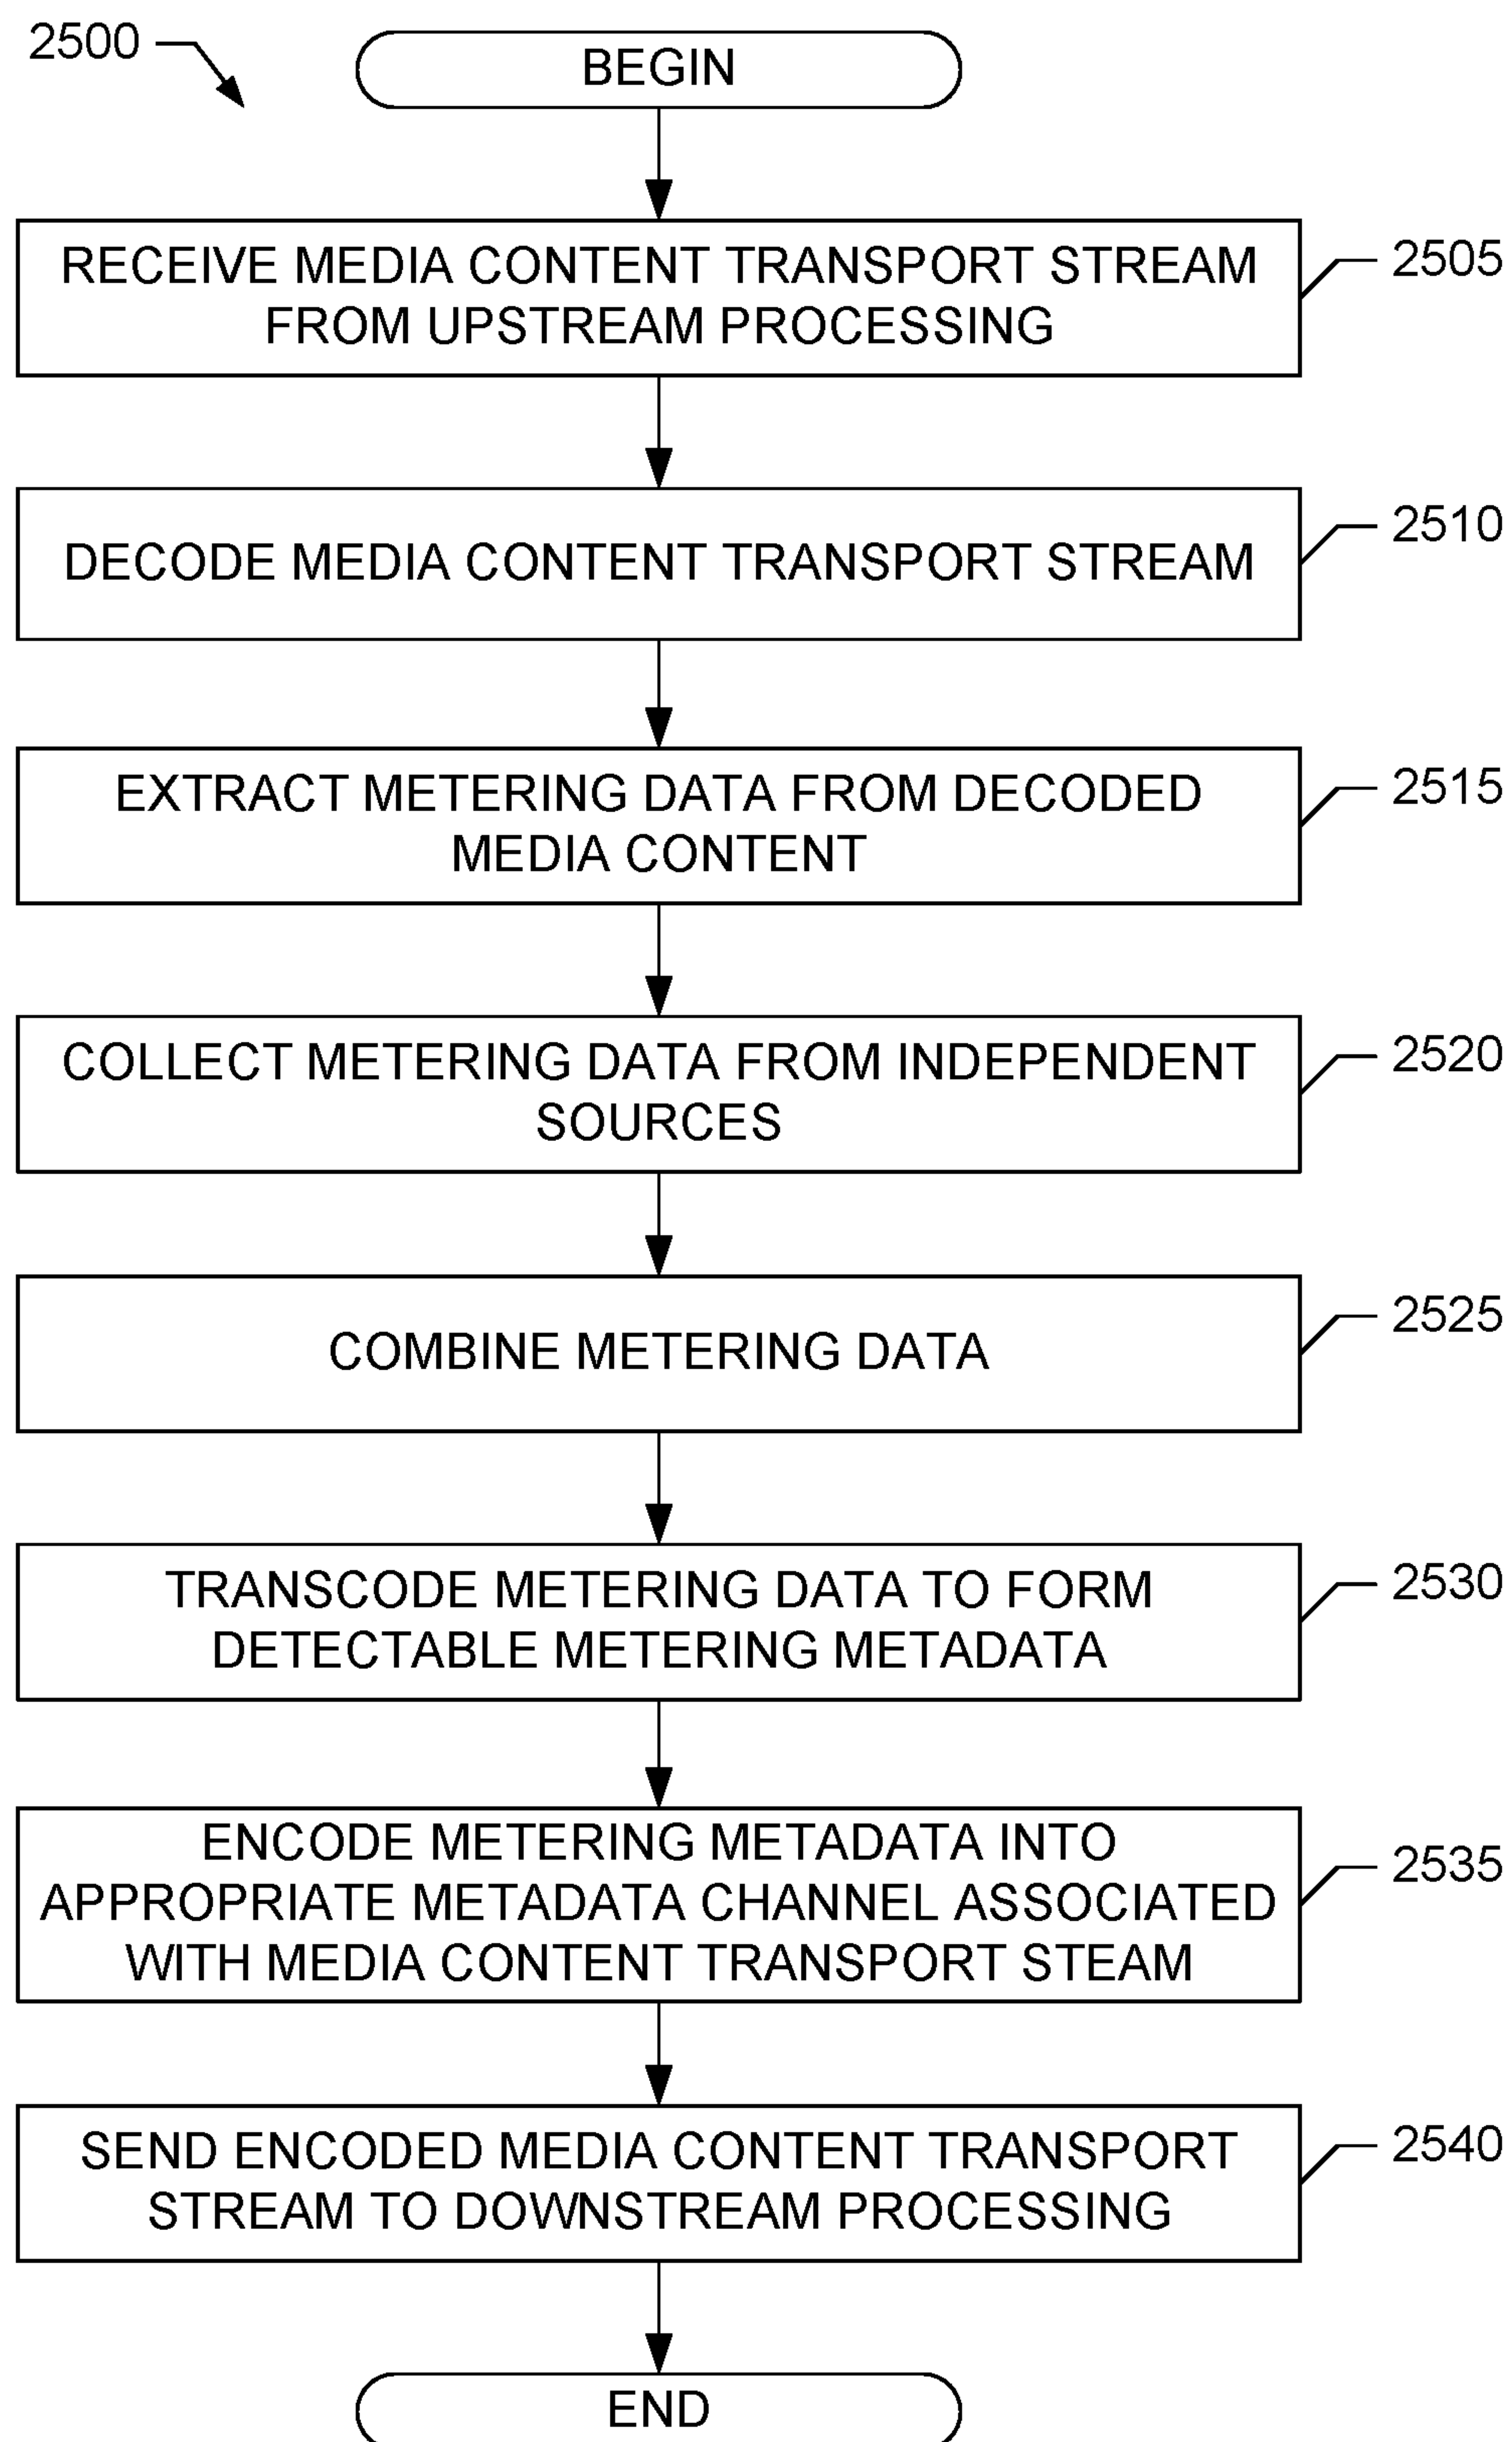 2500
BEGIN
RECEIVE MEDIA CONTENT TRANSPORT STREAM
FROM UPSTREAM PROCESSING
2505
DECODE MEDIA CONTENT TRANSPORT STREAM
2510
EXTRACT METERING DATA FROM DECODED
MEDIA CONTENT
2515
COLLECT METERING DATA FROM INDEPENDENT
SOURCES
2520
COMBINE METERING DATA
2525
TRANSCODE METERING DATA TO FORM
DETECTABLE METERING METADATA
2530
ENCODE METERING METADATA INTO
APPROPRIATE METADATA CHANNEL ASSOCIATED
WITH MEDIA CONTENT TRANSPORT STEAM
2535
SEND ENCODED MEDIA CONTENT TRANSPORT
STREAM TO DOWNSTREAM PROCESSING
2540
END